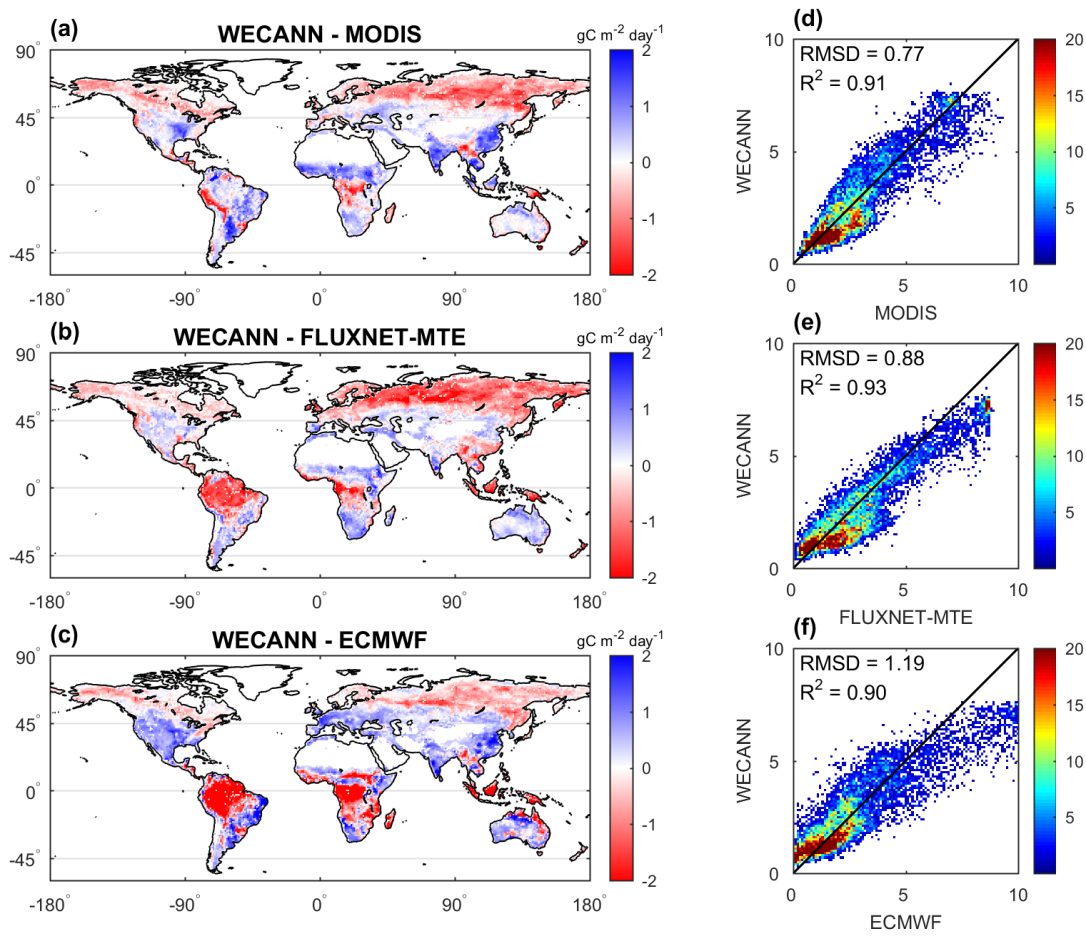 (a)
WECANN - MODIS
gC m⁻² day⁻¹
90°
45°
0°
-45°
-180° -90° 0° 90° 180°
2
1
0
-1
-2
(d)
RMSD = 0.77
R² = 0.91
10
5
0
WECANN
0 5 10
MODIS
20
15
10
5
(b)
WECANN - FLUXNET-MTE
gC m⁻² day⁻¹
90°
45°
0°
-45°
-180° -90° 0° 90° 180°
2
1
0
-1
-2
(e)
RMSD = 0.88
R² = 0.93
10
5
0
WECANN
0 5 10
FLUXNET-MTE
20
15
10
5
(c)
WECANN - ECMWF
gC m⁻² day⁻¹
90°
45°
0°
-45°
-180° -90° 0° 90° 180°
2
1
0
-1
-2
(f)
RMSD = 1.19
R² = 0.90
10
5
0
WECANN
0 5 10
ECMWF
20
15
10
5